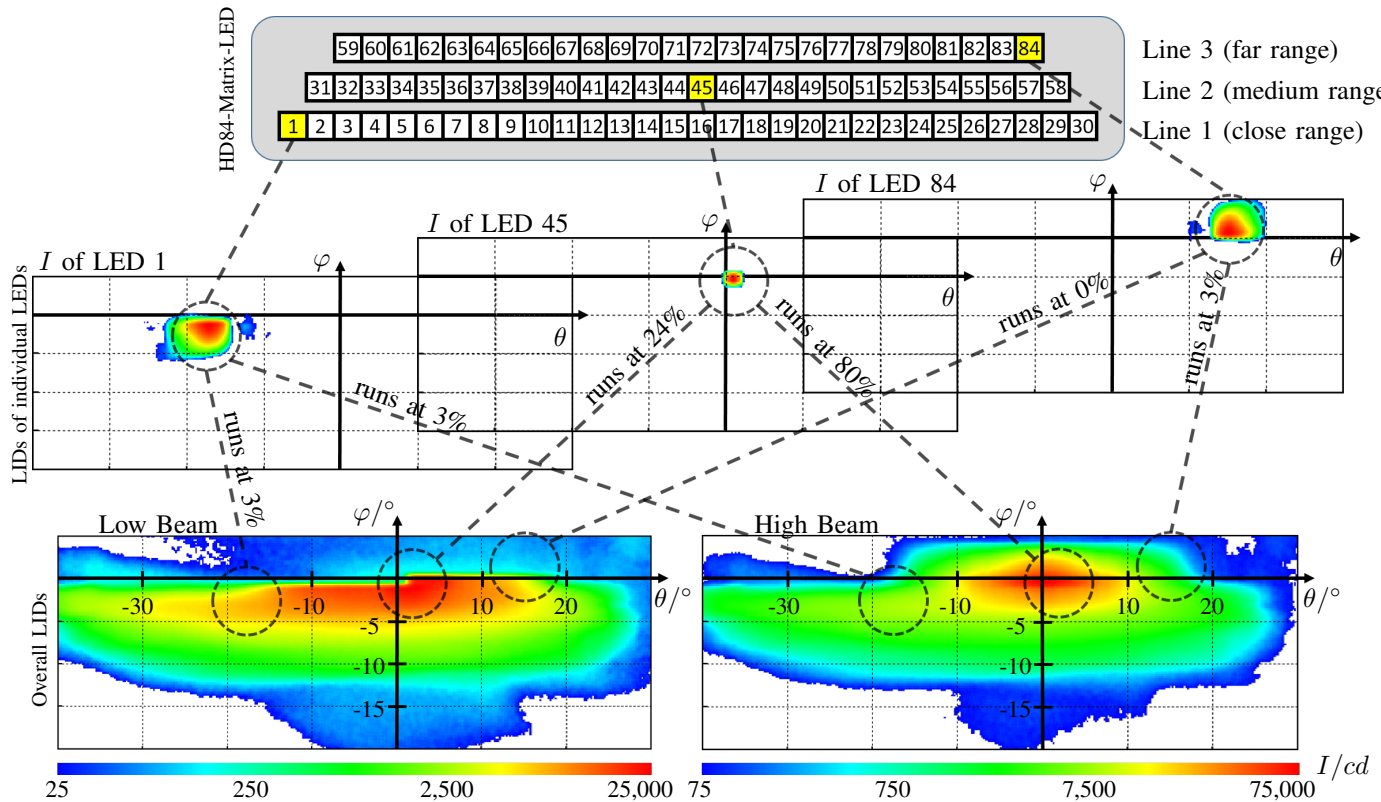 HD84-Matrix-LED
59 60 61 62 63 64 65 66 67 68 69 70 71 72 73 74 75 76 77 78 79 80 81 82 83 84
Line 3 (far range)
31 32 33 34 35 36 37 38 39 40 41 42 43 44 45 46 47 48 49 50 51 52 53 54 55 56 57 58
Line 2 (medium range
1 2 3 4 5 6 7 8 9 10 11 12 13 14 15 16 17 18 19 20 21 22 23 24 25 26 27 28 29 30
Line 1 (close range)
LIDs of individual LEDs
I of LED 1
φ
θ
I of LED 45
φ
θ
I of LED 84
φ
θ
runs at 3%
runs at 3%
runs at 24%
runs at 80%
runs at 0%
runs at 3%
Overall LIDs
Low Beam
φ/°
θ/°
-30 -10 10 20
-5
-10
-15
High Beam
φ/°
θ/°
-30 -10 10 20
-5
-10
-15
25 250 2,500 25,000
75 750 7,500 75,000
I/cd